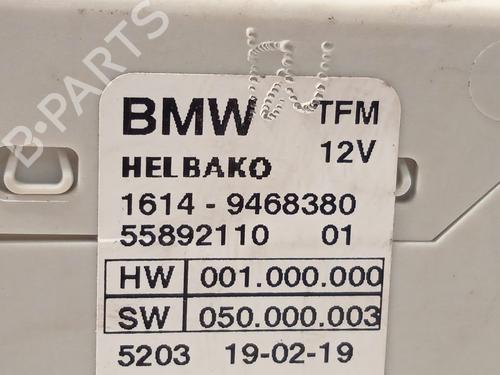 B-PARTS
BMW TFM
12V
HELBAKO
1614 - 9468380
55892110 01
HW 001.000.000
SW 050.000.003
5203 19-02-19